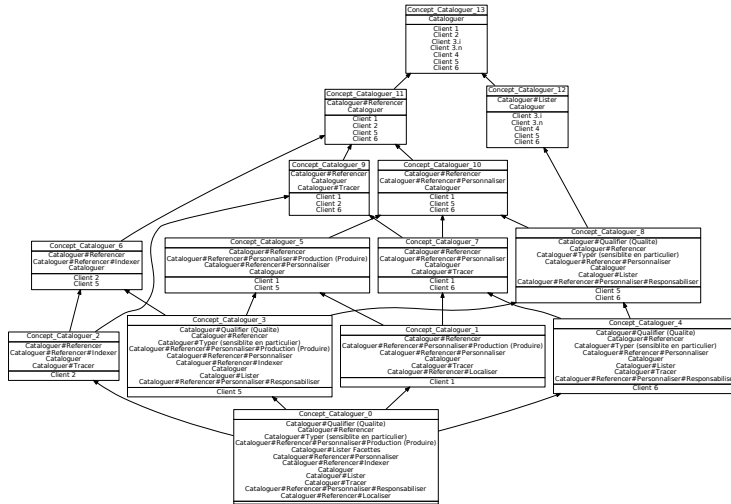 Concept_Cataloguer_13
Cataloguer
Client 1
Client 2
Client 3.i
Client 3.n
Client 4
Client 5
Client 6
Concept_Cataloguer_11
Cataloguer#Referencer
Cataloguer
Client 1
Client 2
Client 5
Client 6
Concept_Cataloguer_12
Cataloguer#Lister
Cataloguer
Client 3.i
Client 3.n
Client 4
Client 5
Client 6
Concept_Cataloguer_9
Cataloguer#Referencer
Cataloguer
Cataloguer#Tracer
Client 1
Client 2
Client 6
Concept_Cataloguer_10
Cataloguer#Referencer
Cataloguer#Referencer#Personnaliser
Cataloguer
Client 1
Client 5
Client 6
Concept_Cataloguer_6
Cataloguer#Referencer
Cataloguer#Referencer#Indexer
Cataloguer
Client 2
Client 5
Concept_Cataloguer_5
Cataloguer#Referencer
Cataloguer#Referencer#Personnaliser#Production (Produire)
Cataloguer#Referencer#Personnaliser
Cataloguer
Client 1
Client 5
Concept_Cataloguer_7
Cataloguer#Referencer
Cataloguer#Referencer#Personnaliser
Cataloguer
Cataloguer#Tracer
Client 1
Client 6
Concept_Cataloguer_8
Cataloguer#Qualifier (Qualite)
Cataloguer#Referencer
Cataloguer#Typer (sensiblite en particulier)
Cataloguer#Referencer#Personnaliser
Cataloguer
Cataloguer#Lister
Cataloguer#Referencer#Personnaliser#Responsabiliser
Client 5
Client 6
Concept_Cataloguer_2
Cataloguer#Referencer
Cataloguer#Referencer#Indexer
Cataloguer
Cataloguer#Tracer
Client 2
Concept_Cataloguer_3
Cataloguer#Qualifier (Qualite)
Cataloguer#Referencer
Cataloguer#Typer (sensiblite en particulier)
Cataloguer#Referencer#Personnaliser#Production (Produire)
Cataloguer#Referencer#Personnaliser
Cataloguer#Referencer#Indexer
Cataloguer
Cataloguer#Lister
Cataloguer#Referencer#Personnaliser#Responsabiliser
Client 5
Concept_Cataloguer_1
Cataloguer#Referencer
Cataloguer#Referencer#Personnaliser#Production (Produire)
Cataloguer#Referencer#Personnaliser
Cataloguer
Cataloguer#Tracer
Cataloguer#Referencer#Localiser
Client 1
Concept_Cataloguer_4
Cataloguer#Qualifier (Qualite)
Cataloguer#Referencer
Cataloguer#Typer (sensiblite en particulier)
Cataloguer#Referencer#Personnaliser
Cataloguer
Cataloguer#Lister
Cataloguer#Tracer
Cataloguer#Referencer#Personnaliser#Responsabiliser
Client 6
Concept_Cataloguer_0
Cataloguer#Qualifier (Qualite)
Cataloguer#Referencer
Cataloguer#Typer (sensiblite en particulier)
Cataloguer#Referencer#Personnaliser#Production (Produire)
Cataloguer#Lister Facettes
Cataloguer#Referencer#Personnaliser
Cataloguer#Referencer#Indexer
Cataloguer
Cataloguer#Lister
Cataloguer#Tracer
Cataloguer#Referencer#Personnaliser#Responsabiliser
Cataloguer#Referencer#Localiser